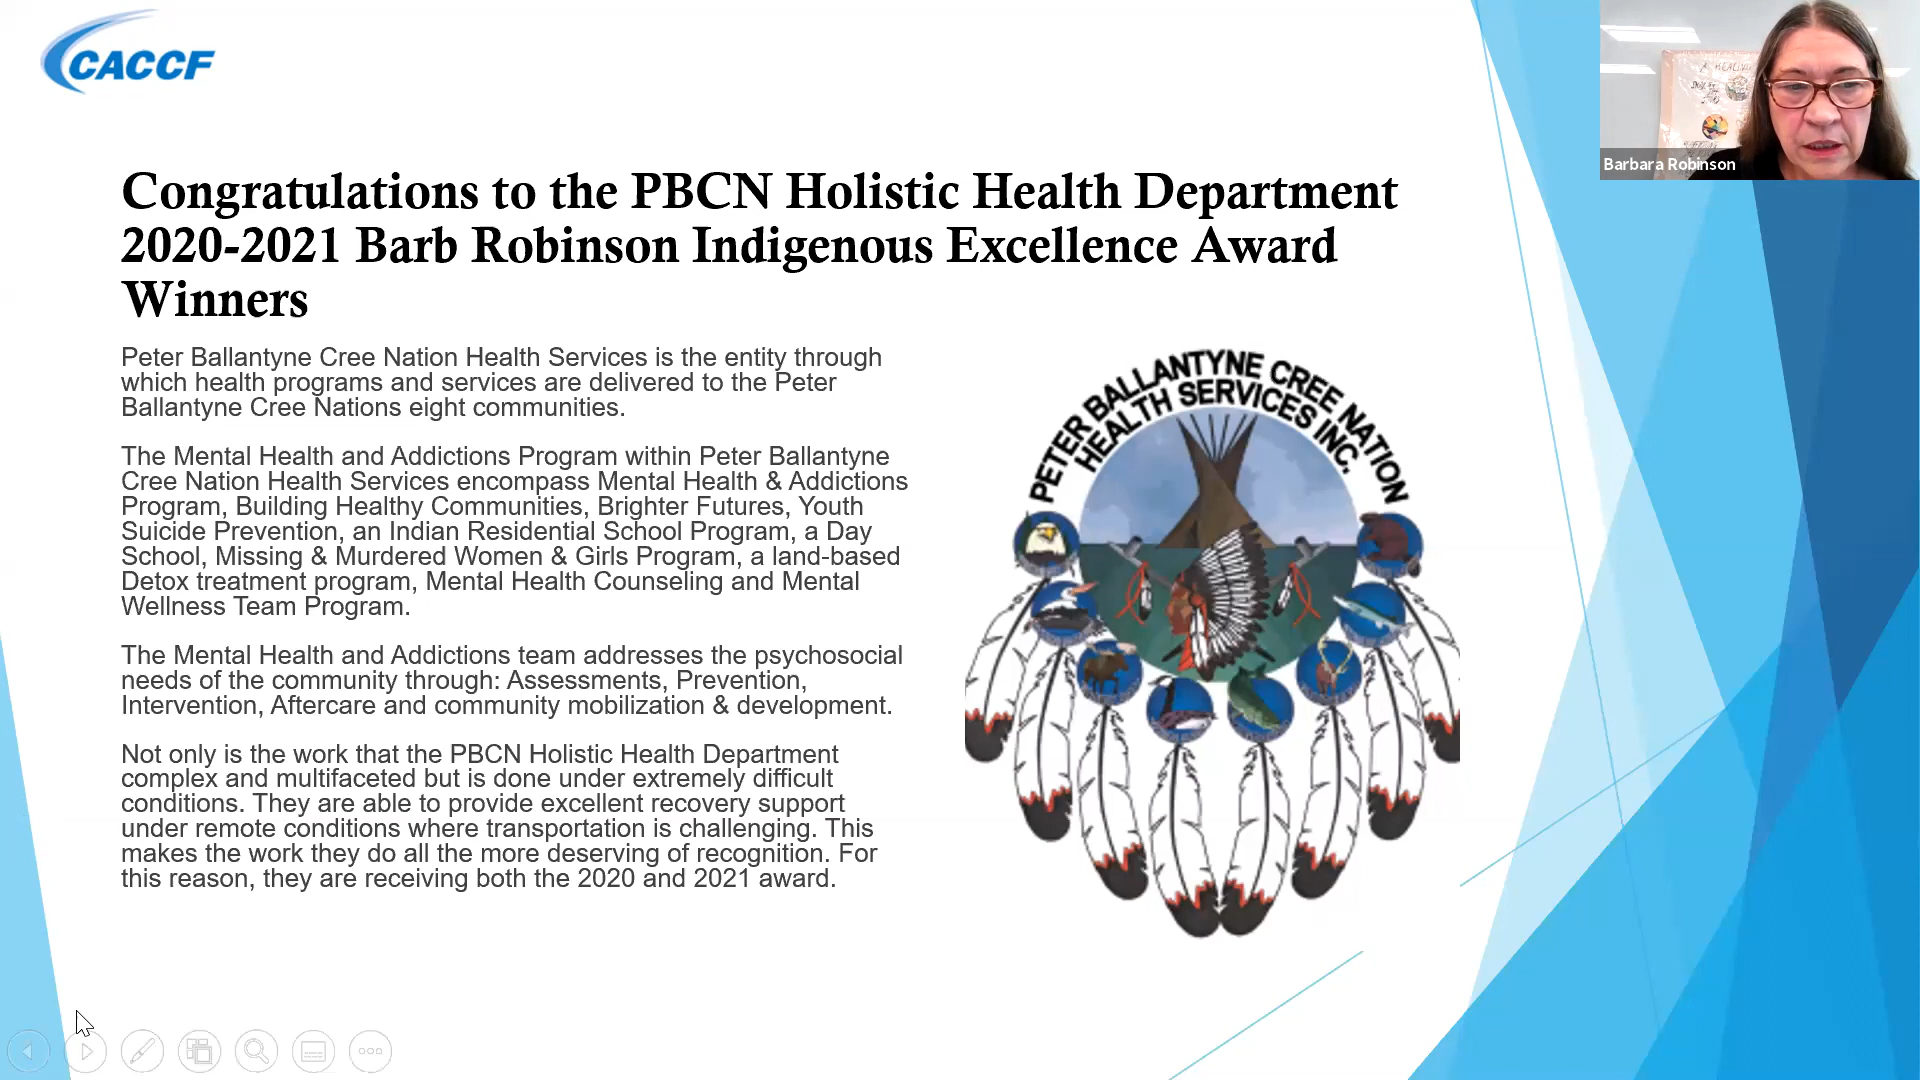 CACCF
Barbara Robinson
Congratulations to the PBCN Holistic Health Department
2020-2021 Barb Robinson Indigenous Excellence Award
Winners
Peter Ballantyne Cree Nation Health Services is the entity through
which health programs and services are delivered to the Peter
Ballantyne Cree Nations eight communities.
The Mental Health and Addictions Program within Peter Ballantyne
Cree Nation Health Services encompass Mental Health & Addictions
Program, Building Healthy Communities, Brighter Futures, Youth
Suicide Prevention, an Indian Residential School Program, a Day
School, Missing & Murdered Women & Girls Program, a land-based
Detox treatment program, Mental Health Counseling and Mental
Wellness Team Program.
The Mental Health and Addictions team addresses the psychosocial
needs of the community through: Assessments, Prevention,
Intervention, Aftercare and community mobilization & development.
Not only is the work that the PBCN Holistic Health Department
complex and multifaceted but is done under extremely difficult
conditions. They are able to provide excellent recovery support
under remote conditions where transportation is challenging. This
makes the work they do all the more deserving of recognition. For
this reason, they are receiving both the 2020 and 2021 award.
PETER BALLANTYNE CREE NATION
HEALTH SERVICES INC.